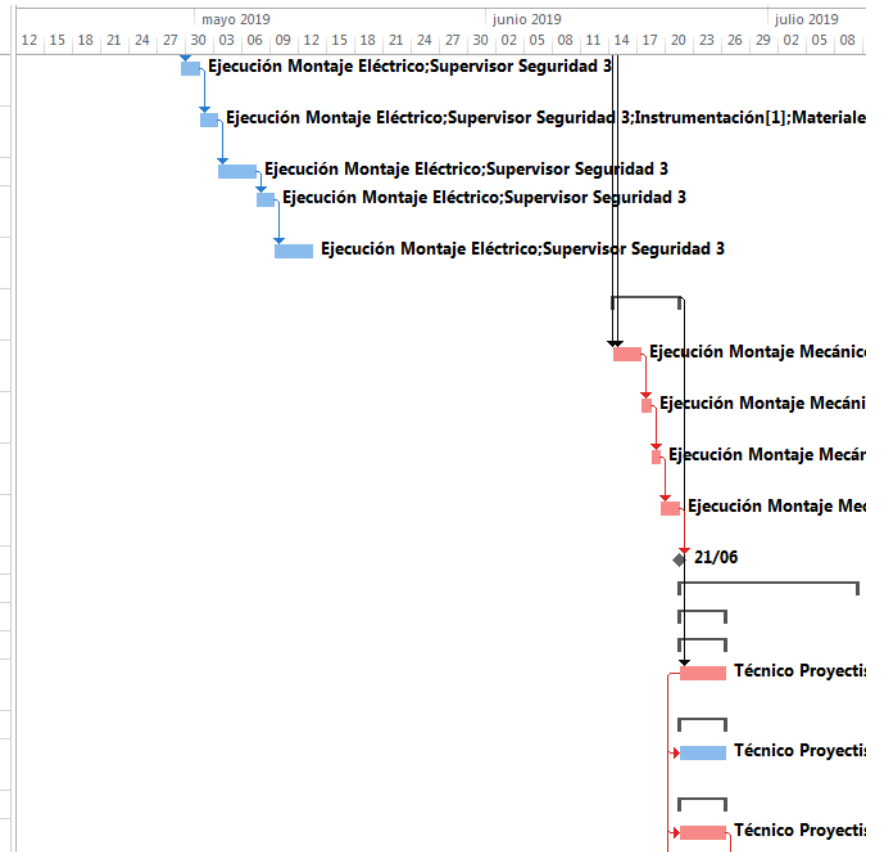 mayo 2019 junio 2019 julio 2019
12 15 18 21 24 27 30 03 06 09 12 15 18 21 24 27 30 02 05 08 11 14 17 20 23 26 29 02 05 08
Ejecución Montaje Eléctrico;Supervisor Seguridad 3
Ejecución Montaje Eléctrico;Supervisor Seguridad 3;Instrumentación[1];Materiale
Ejecución Montaje Eléctrico;Supervisor Seguridad 3
Ejecución Montaje Eléctrico;Supervisor Seguridad 3
Ejecución Montaje Eléctrico;Supervisor Seguridad 3
Ejecución Montaje Mecánic
Ejecución Montaje Mecáni
Ejecución Montaje Mecán
Ejecución Montaje Mec
21/06
Técnico Proyectis
Técnico Proyectis
Técnico Proyectis